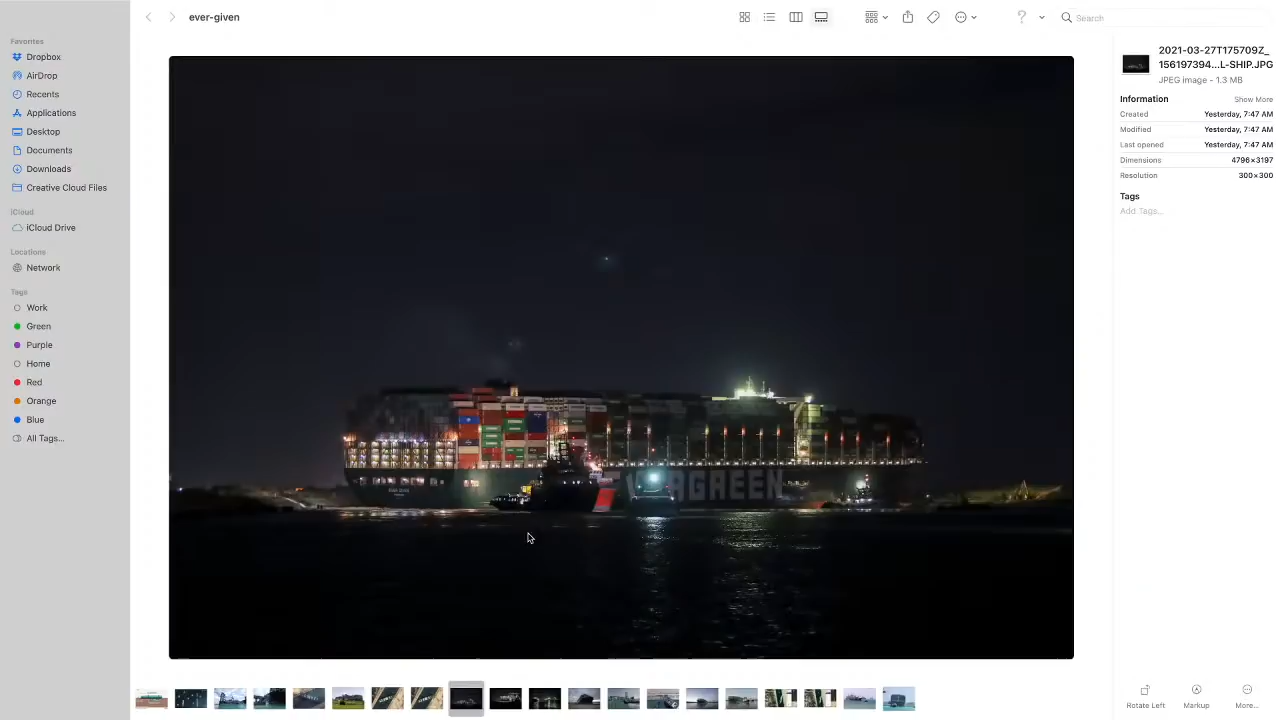 ever-given
Search
Favorites
Dropbox
AirDrop
Recents
Applications
Desktop
Documents
Downloads
Creative Cloud Files
iCloud
iCloud Drive
Locations
Network
Tags
Work
Green
Purple
Home
Red
Orange
Blue
All Tags...
EVERGREEN
2021-03-27T175709Z_
156197394...L-SHIP.JPG
JPEG image - 1.3 MB
Information Show More
Created Yesterday, 7:47 AM
Modified Yesterday, 7:47 AM
Last opened Yesterday, 7:47 AM
Dimensions 4796×3197
Resolution 300×300
Tags
Add Tags...
Rotate Left
Markup
More...